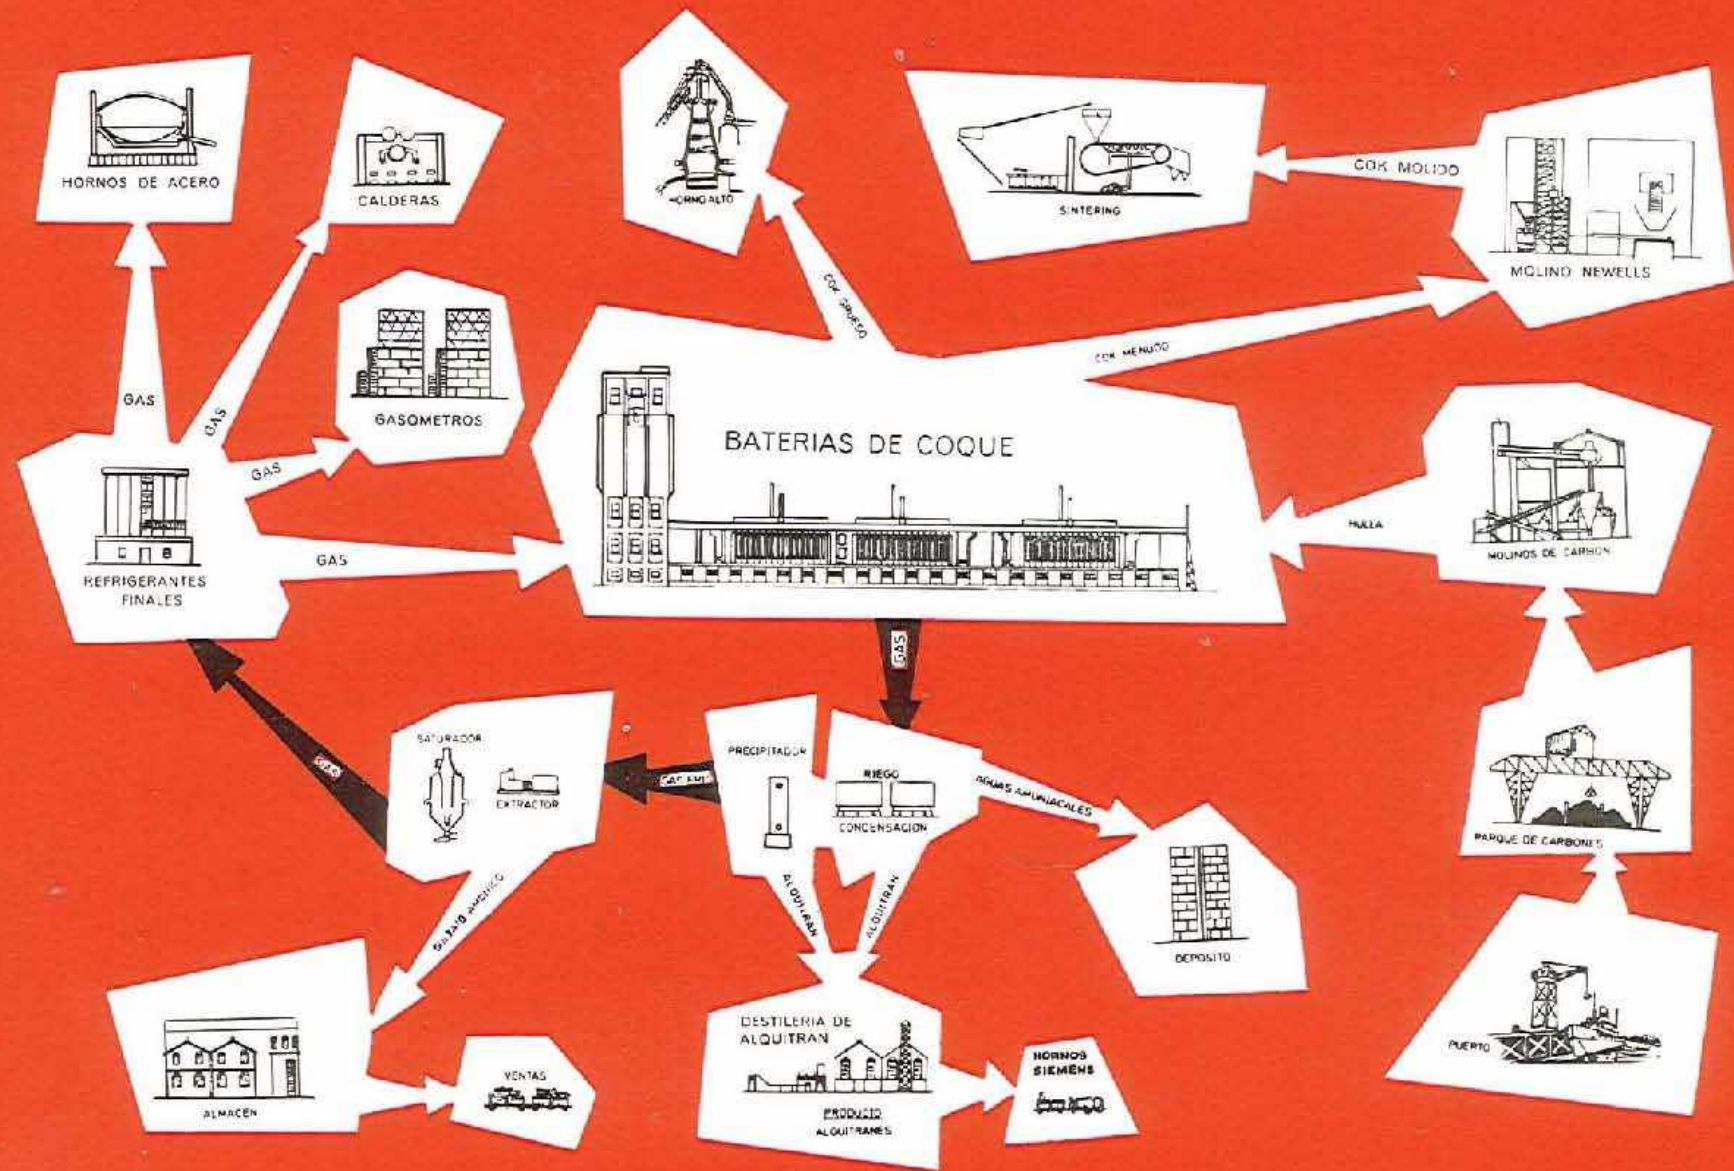 HORNOS DE ACERO
CALDERAS
HORNO ALTO
SINTERING
COK MOLIDO
MOLINO NEWELLS
COK GRUESO
COK MENUDO
GAS
GAS
GASOMETROS
GAS
BATERIAS DE COQUE
HULLA
MOLINOS DE CARBON
REFRIGERANTES
FINALES
GAS
GAS
GAS
SATURADOR
EXTRACTOR
PRECIPITADOR
RIEGO
CONDENSACION
AGUAS AMONIACALES
PARQUE DE CARBONES
ALQUITRAN
ALQUITRAN
DEPOSITO
ALMACEN
VENTAS
DESTILERIA DE
ALQUITRAN
PRODUCTO
ALQUITRANES
HORNOS
SIEMENS
PUERTO